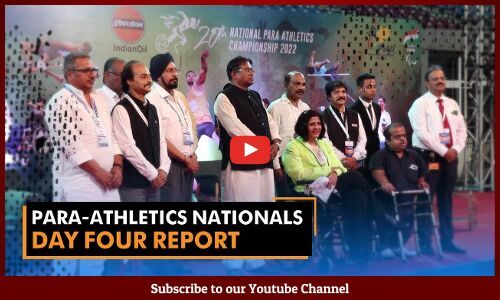 IndianOil
20th NATIONAL PARA ATHLETICS
CHAMPIONSHIP 2022
PARA-ATHLETICS NATIONALS
DAY FOUR REPORT
Subscribe to our Youtube Channel